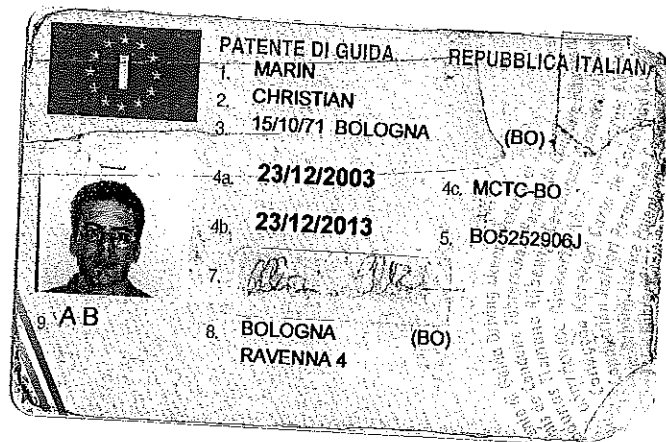 PATENTE DI GUIDA REPUBBLICA ITALIANA
I
1. MARIN
2. CHRISTIAN
3. 15/10/71 BOLOGNA (BO)
4a. 23/12/2003 4c. MCTC-BO
4b. 23/12/2013 5. BO5252906J
7.
9. A B
8. BOLOGNA (BO)
RAVENNA 4